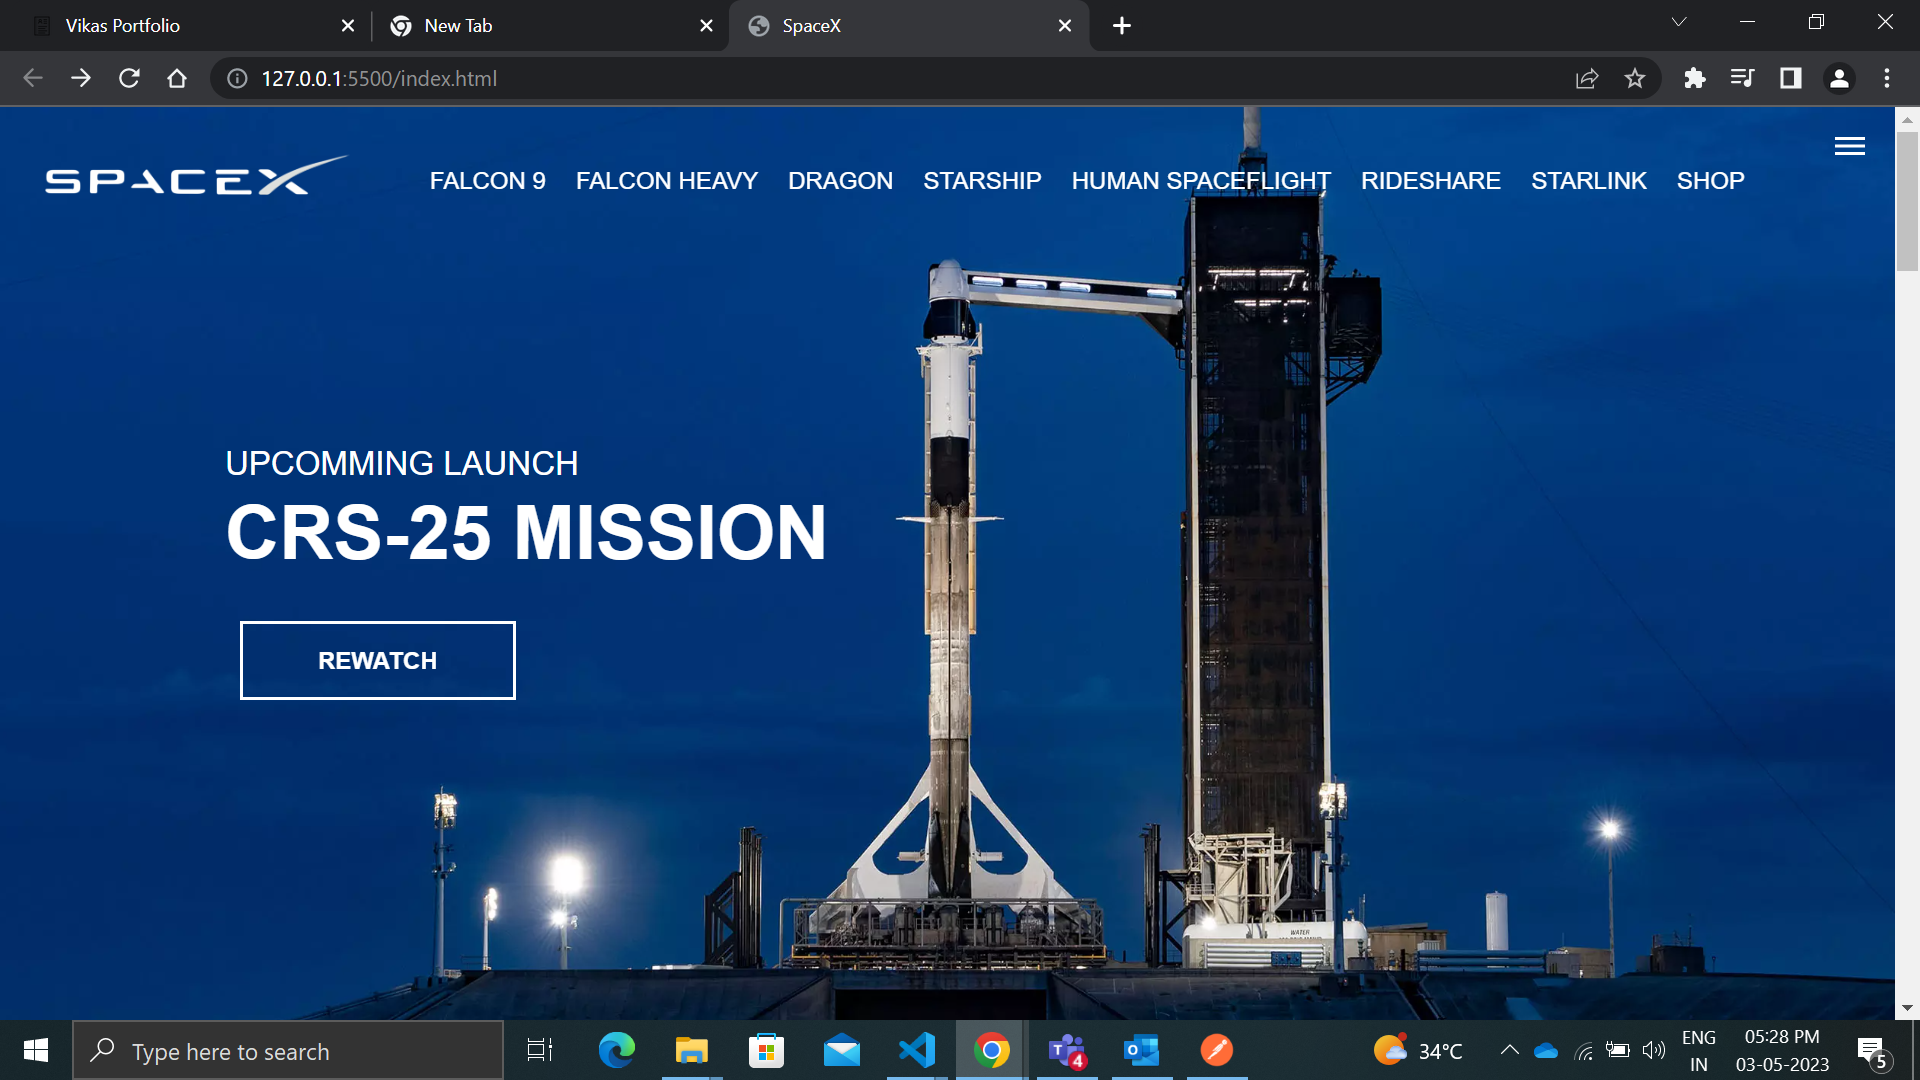 Vikas Portfolio
New Tab
SpaceX
127.0.0.1:5500/index.html
SPACEX
FALCON 9 FALCON HEAVY DRAGON STARSHIP HUMAN SPACEFLIGHT RIDESHARE STARLINK SHOP
UPCOMMING LAUNCH
CRS-25 MISSION
REWATCH
WATER
Type here to search
T
4
34°C
ENG
IN
05:28 PM
03-05-2023
5